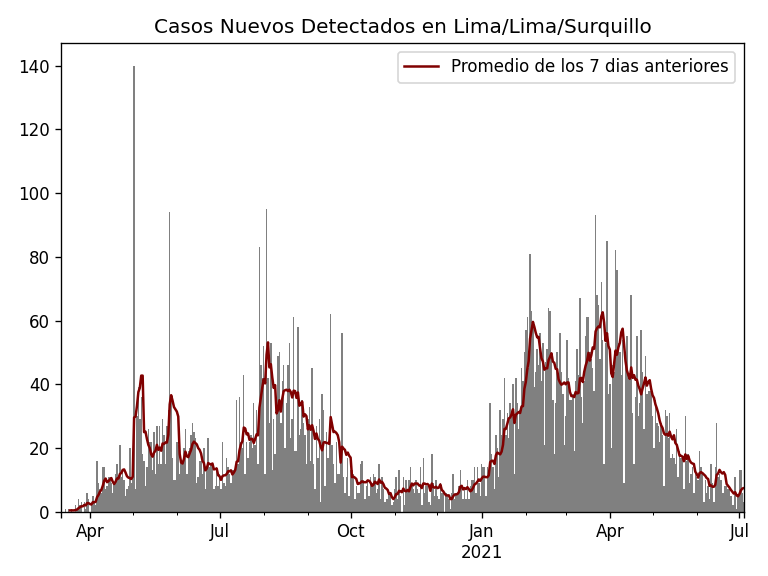 Casos Nuevos Detectados en Lima/Lima/Surquillo
Promedio de los 7 dias anteriores
140
120
100
80
60
40
20
0
Apr
Jul
Oct
Jan
2021
Apr
Jul